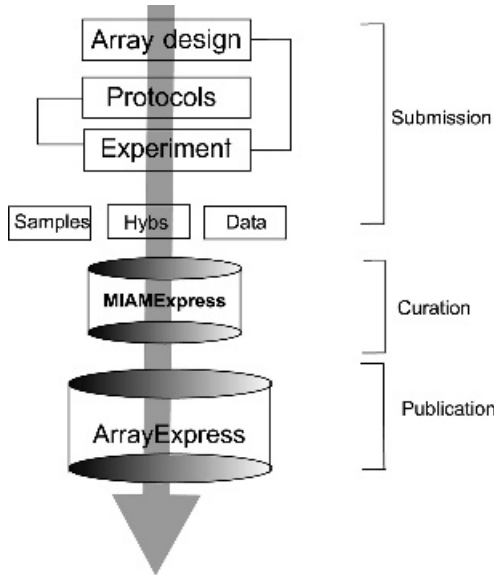 Array design
Protocols
Experiment
Submission
Samples Hybs Data
MIAMExpress
Curation
ArrayExpress
Publication